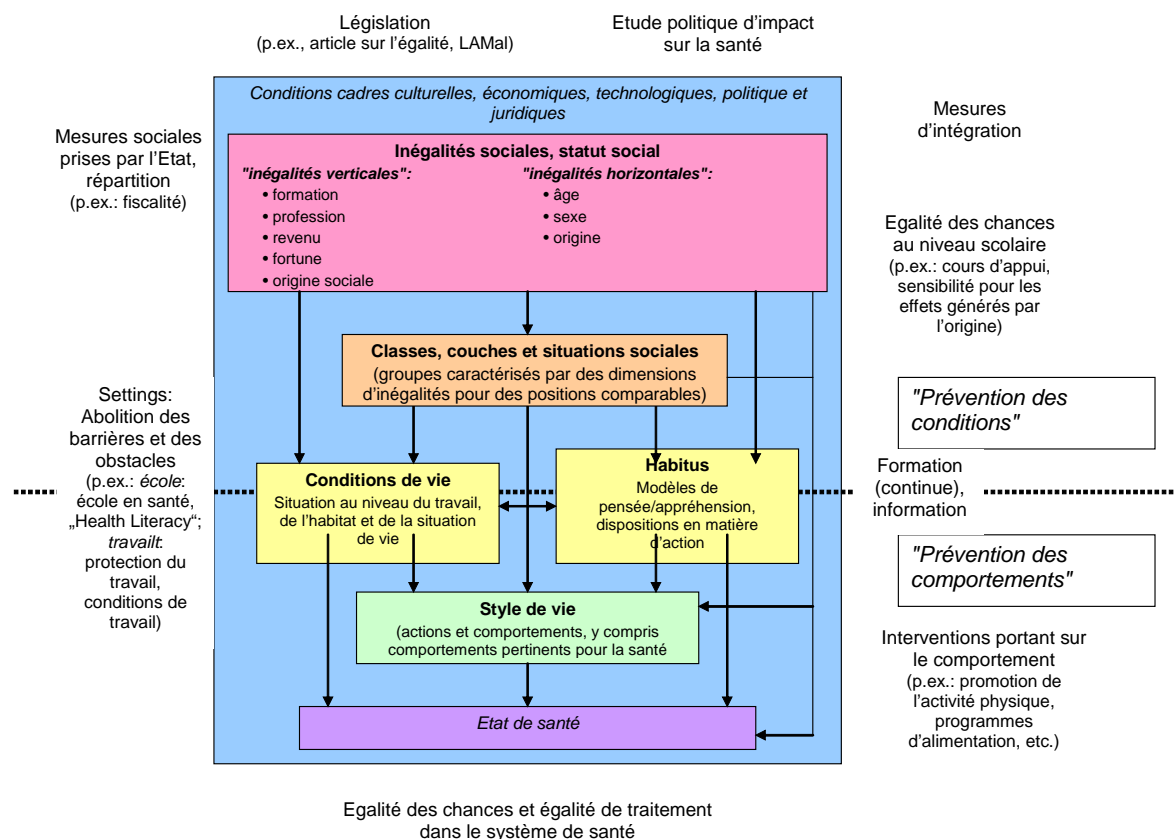 Législation
(p.ex., article sur l’égalité, LAMal)
Etude politique d’impact
sur la santé
Conditions cadres culturelles, économiques, technologiques, politique et
juridiques
Mesures sociales
prises par l’Etat,
répartition
(p.ex.: fiscalité)
Mesures
d’intégration
Inégalités sociales, statut social
"inégalités verticales":
• formation
• profession
• revenu
• fortune
• origine sociale
"inégalités horizontales":
• âge
• sexe
• origine
Egalité des chances
au niveau scolaire
(p.ex.: cours d’appui,
sensibilité pour les
effets générés par
l’origine)
Classes, couches et situations sociales
(groupes caractérisés par des dimensions
d’inégalités pour des positions comparables)
Settings:
Abolition des
barrières et des
obstacles
(p.ex.: école:
école en santé,
„Health Literacy“;
travailt:
protection du
travail,
conditions de
travail)
"Prévention des
conditions"
Conditions de vie
Situation au niveau du travail,
de l’habitat et de la situation
de vie
Habitus
Modèles de
pensée/appréhension,
dispositions en matière
d’action
Formation
(continue),
information
"Prévention des
comportements"
Style de vie
(actions et comportements, y compris
comportements pertinents pour la santé
Interventions portant sur
le comportement
(p.ex.: promotion de
l’activité physique,
programmes
d’alimentation, etc.)
Etat de santé
Egalité des chances et égalité de traitement
dans le système de santé